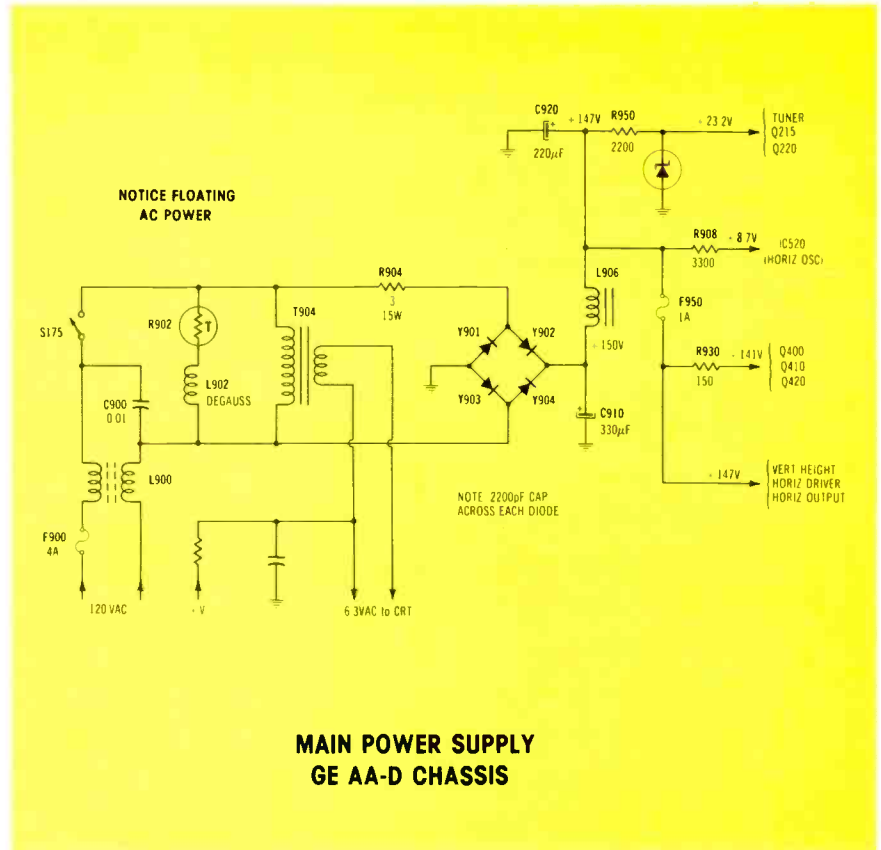 C920
+147V
R950
+23.2V
TUNER
Q215
Q220
220µF
2200
NOTICE FLOATING
AC POWER
R908
- 8.7V
IC520
(HORIZ OSC)
3300
R904
3
15W
L906
F950
1A
S175
R902
T
T904
Y901
Y902
150V
R930
- 141V
Q400
Q410
Q420
150
L902
DEGAUSS
C900
0 01
Y903
Y904
C910
330µF
L900
+147V
VERT HEIGHT
HORIZ DRIVER
HORIZ OUTPUT
NOTE 2200pF CAP
ACROSS EACH DIODE
F900
4A
120 VAC
V
6 3VAC to CRT
MAIN POWER SUPPLY
GE AA-D CHASSIS